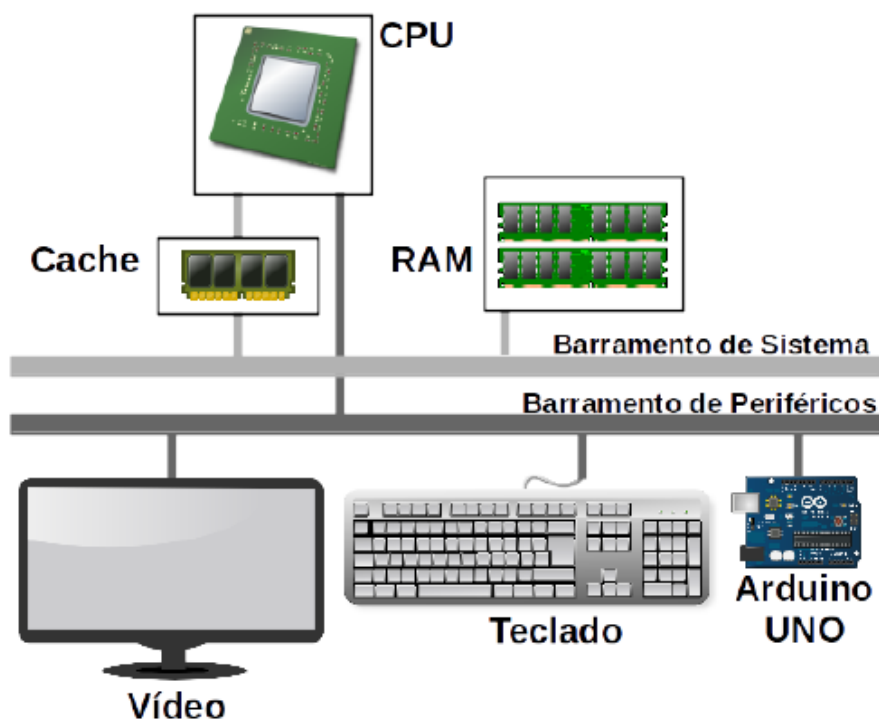 CPU
Cache
RAM
Barramento de Sistema
Barramento de Periféricos
Vídeo
Teclado
Arduino
UNO